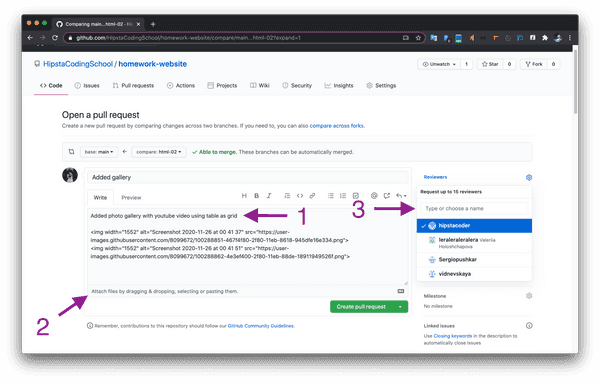 Comparing main...html-02 · Hi
github.com/HipstaCodingSchool/homework-website/compare/main...html-02?expand=1
HipstaCodingSchool / homework-website
Unwatch 1 Star 0 Fork 0
Code Issues Pull requests Actions Projects Wiki Security Insights Settings
Open a pull request
Create a new pull request by comparing changes across two branches. If you need to, you can also compare across forks.
base: main compare: html-02 ✓ Able to merge. These branches can be automatically merged.
Added gallery
Write Preview
H B I
Added photo gallery with youtube video using table as grid
<img width="1552" alt="Screenshot 2020-11-26 at 00 41 37" src="https://user-
images.githubusercontent.com/8099672/100288851-46714f80-2f80-11eb-8618-945dfe16e334.png">
<img width="1552" alt="Screenshot 2020-11-26 at 00 41 51" src="https://user-
images.githubusercontent.com/8099672/100288862-4e3ef400-2f80-11eb-88de-18911949526f.png">
Attach files by dragging & dropping, selecting or pasting them.
Create pull request
Remember, contributions to this repository should follow our GitHub Community Guidelines.
1
2
3
Reviewers
Request up to 15 reviewers
Type or choose a name
hipstacoder
leraleraleralera Valeriia
Holoshchapova
Sergiopushkar
vidnevskaya
Milestone
No milestone
Linked issues
Use Closing keywords in the description to
automatically close issues